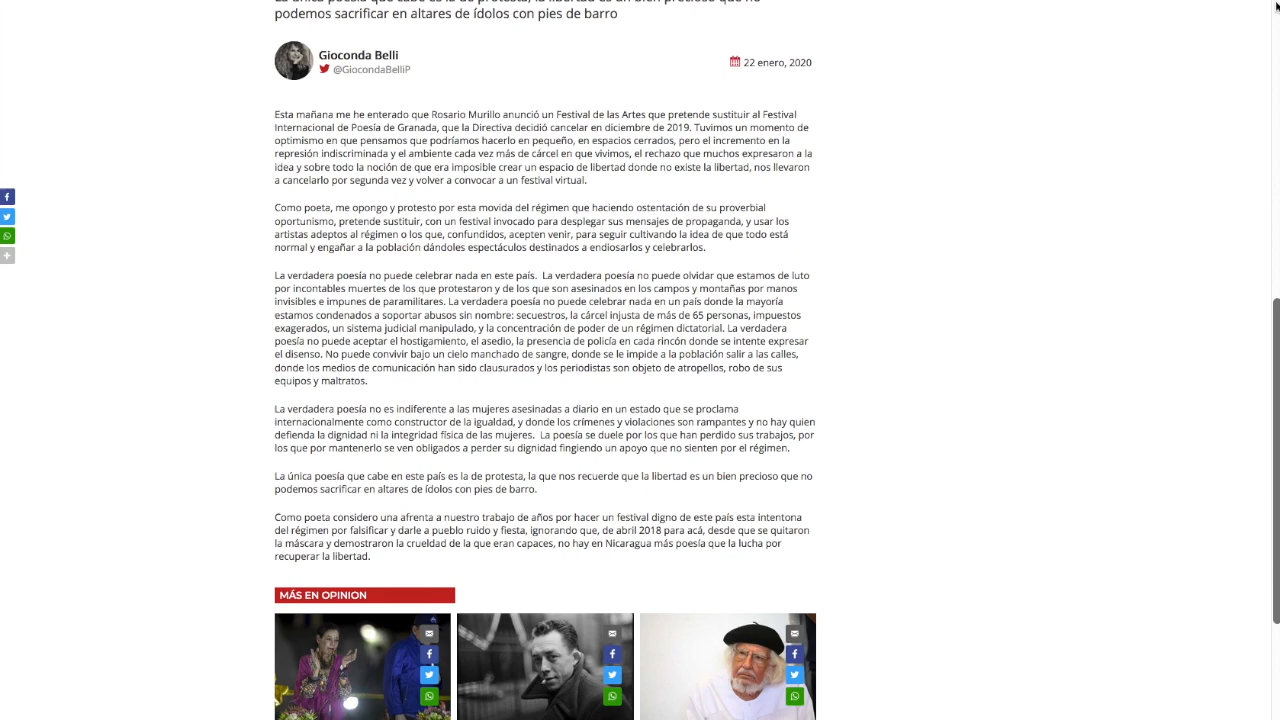 podemos sacrificar en altares de ídolos con pies de barro
Gioconda Belli
@GiocondaBelliP
22 enero, 2020
Esta mañana me he enterado que Rosario Murillo anunció un Festival de las Artes que pretende sustituir al Festival
Internacional de Poesía de Granada, que la Directiva decidió cancelar en diciembre de 2019. Tuvimos un momento de
optimismo en que pensamos que podríamos hacerlo en pequeño, en espacios cerrados, pero el incremento en la
represión indiscriminada y el ambiente cada vez más de cárcel en que vivimos, el rechazo que muchos expresaron a la
idea y sobre todo la noción de que era imposible crear un espacio de libertad donde no existe la libertad, nos llevaron
a cancelarlo por segunda vez y volver a convocar a un festival virtual.
Como poeta, me opongo y protesto por esta movida del régimen que haciendo ostentación de su proverbial
oportunismo, pretende sustituir, con un festival invocado para desplegar sus mensajes de propaganda, y usar los
artistas adeptos al régimen o los que, confundidos, acepten venir, para seguir cultivando la idea de que todo está
normal y engañar a la población dándoles espectáculos destinados a endiosarlos y celebrarlos.
La verdadera poesía no puede celebrar nada en este país.  La verdadera poesía no puede olvidar que estamos de luto
por incontables muertes de los que protestaron y de los que son asesinados en los campos y montañas por manos
invisibles e impunes de paramilitares. La verdadera poesía no puede celebrar nada en un país donde la mayoría
estamos condenados a soportar abusos sin nombre: secuestros, la cárcel injusta de más de 65 personas, impuestos
exagerados, un sistema judicial manipulado, y la concentración de poder de un régimen dictatorial. La verdadera
poesía no puede aceptar el hostigamiento, el asedio, la presencia de policía en cada rincón donde se intente expresar
el disenso. No puede convivir bajo un cielo manchado de sangre, donde se le impide a la población salir a las calles,
donde los medios de comunicación han sido clausurados y los periodistas son objeto de atropellos, robo de sus
equipos y maltratos.
La verdadera poesía no es indiferente a las mujeres asesinadas a diario en un estado que se proclama
internacionalmente como constructor de la igualdad, y donde los crímenes y violaciones son rampantes y no hay quien
defienda la dignidad ni la integridad física de las mujeres.  La poesía se duele por los que han perdido sus trabajos, por
los que por mantenerlo se ven obligados a perder su dignidad fingiendo un apoyo que no sienten por el régimen.
La única poesía que cabe en este país es la de protesta, la que nos recuerde que la libertad es un bien precioso que no
podemos sacrificar en altares de ídolos con pies de barro.
Como poeta considero una afrenta a nuestro trabajo de años por hacer un festival digno de este país esta intentona
del régimen por falsificar y darle a pueblo ruido y fiesta, ignorando que, de abril 2018 para acá, desde que se quitaron
la máscara y demostraron la crueldad de la que eran capaces, no hay en Nicaragua más poesía que la lucha por
recuperar la libertad.
MÁS EN OPINION